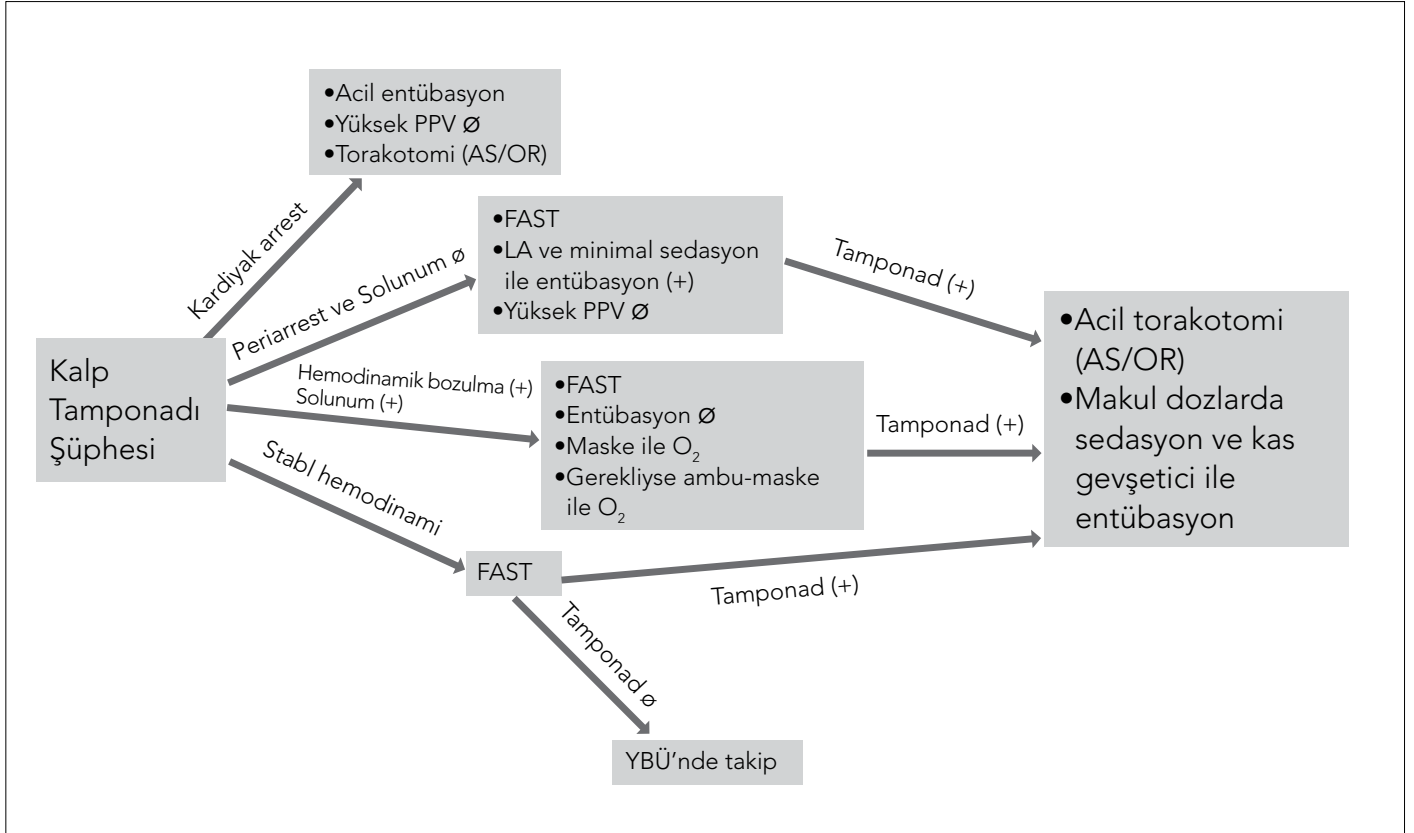 •Acil entübasyon
•Yüksek PPV Ø
•Torakotomi (AS/OR)
Kardiyak arrest
•FAST
•LA ve minimal sedasyon
ile entübasyon (+)
•Yüksek PPV Ø
Periarrest ve Solunum ø
Tamponad (+)
Kalp
Tamponadı
Şüphesi
Hemodinamik bozulma (+)
Solunum (+)
•FAST
•Entübasyon Ø
•Maske ile O₂
•Gerekliyse ambu-maske
ile O₂
Tamponad (+)
•Acil torakotomi
(AS/OR)
•Makul dozlarda
sedasyon ve kas
gevşetici ile
entübasyon
Stabl hemodinami
FAST
Tamponad (+)
Tamponad ø
YBÜ'nde takip